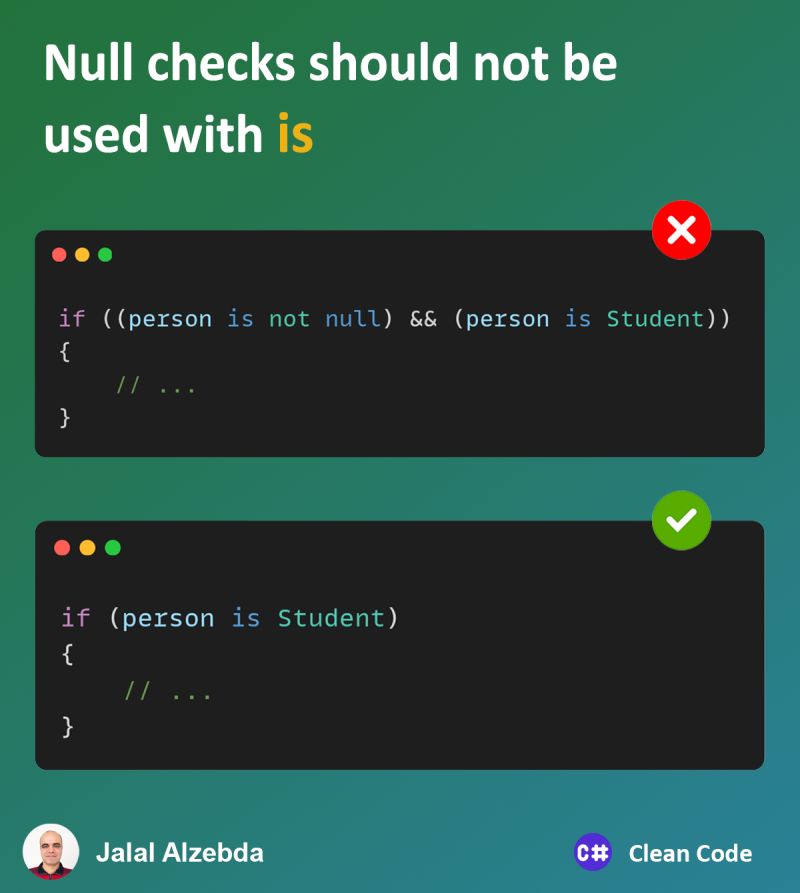 Null checks should not be
used with is
if ((person is not null) && (person is Student))
{
    // ...
}
if (person is Student)
{
    // ...
}
Jalal Alzebda
C# Clean Code